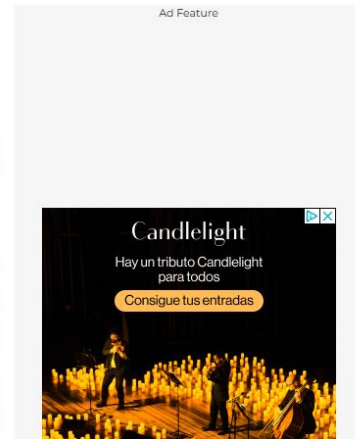 Ad Feature
Candlelight
Hay un tributo Candlelight
para todos
Consigue tus entradas